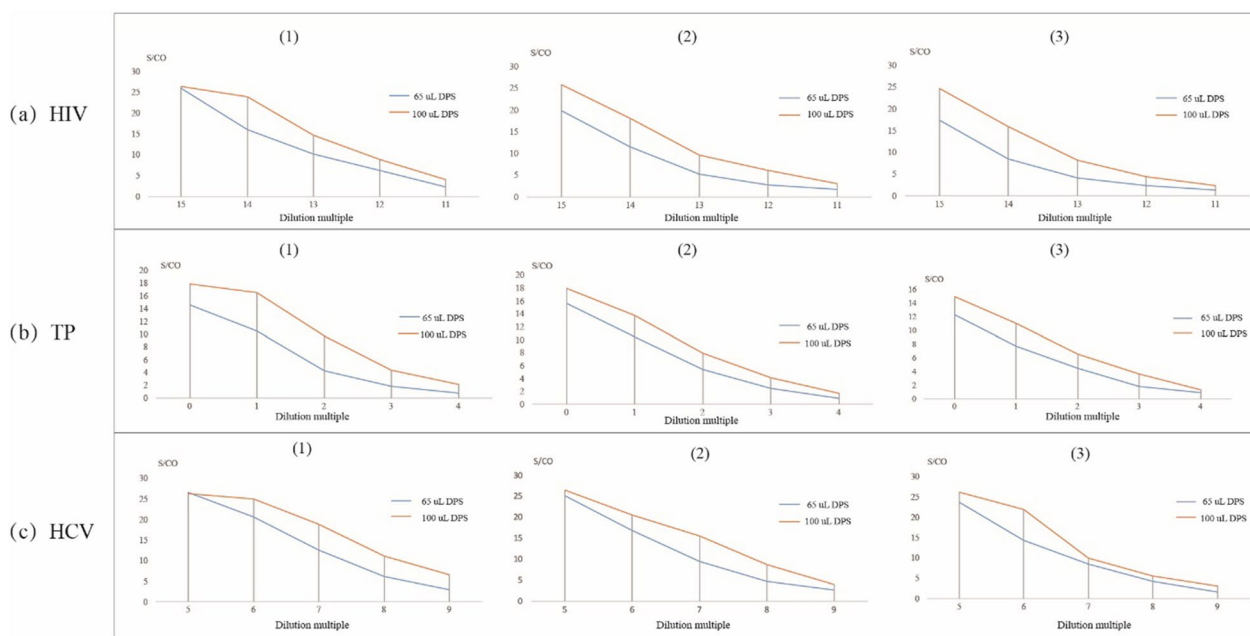 (a) HIV
(1)
S/CO
30
25
20
15
10
5
0
15 14 13 12 11
Dilution multiple
65 uL DPS
100 uL DPS
(2)
S/CO
30
25
20
15
10
5
0
15 14 13 12 11
Dilution multiple
65 uL DPS
100 uL DPS
(3)
S/CO
30
25
20
15
10
5
0
15 14 13 12 11
Dilution multiple
65 uL DPS
100 uL DPS
(b) TP
(1)
S/CO
20
18
16
14
12
10
8
6
4
2
0
0 1 2 3 4
Dilution multiple
65 uL DPS
100 uL DPS
(2)
S/CO
20
18
16
14
12
10
8
6
4
2
0
0 1 2 3 4
Dilution multiple
65 uL DPS
100 uL DPS
(3)
S/CO
16
14
12
10
8
6
4
2
0
0 1 2 3 4
Dilution multiple
65 uL DPS
100 uL DPS
(c) HCV
(1)
S/CO
30
25
20
15
10
5
0
5 6 7 8 9
Dilution multiple
65 uL DPS
100 uL DPS
(2)
S/CO
30
25
20
15
10
5
0
5 6 7 8 9
Dilution multiple
65 uL DPS
100 uL DPS
(3)
S/CO
30
25
20
15
10
5
0
5 6 7 8 9
Dilution multiple
65 uL DPS
100 uL DPS